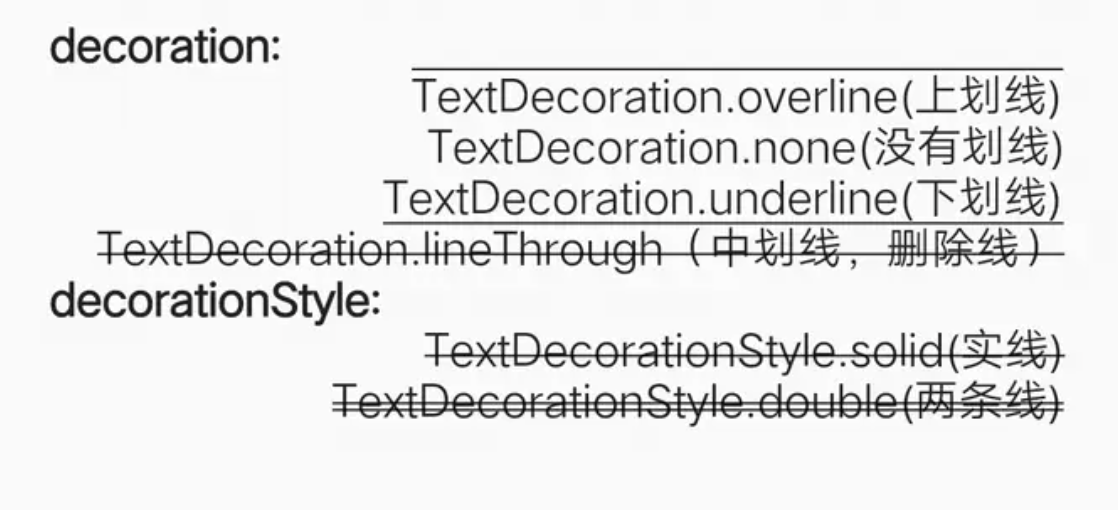 decoration:
TextDecoration.overline(上划线)
TextDecoration.none(没有划线)
TextDecoration.underline(下划线)
TextDecoration.lineThrough（中划线，删除线）
decorationStyle:
TextDecorationStyle.solid(实线)
TextDecorationStyle.double(两条线)